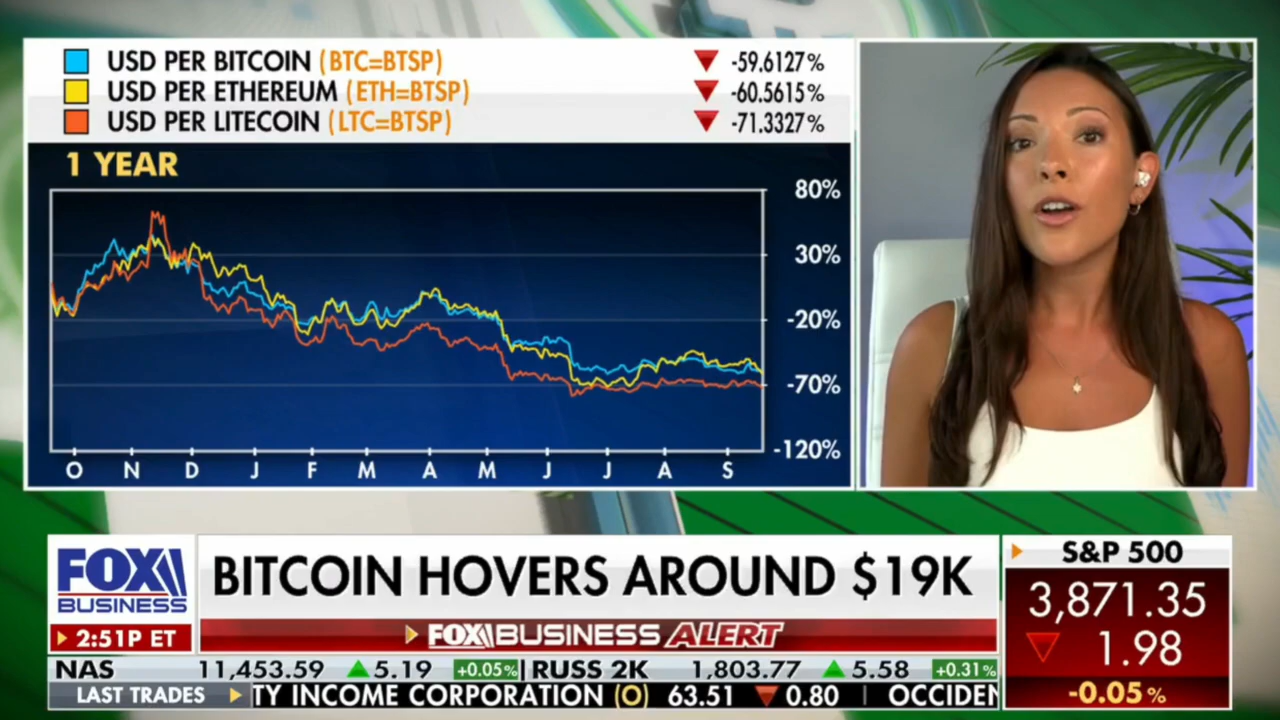 USD PER BITCOIN (BTC=BTSP) -59.6127%
USD PER ETHEREUM (ETH=BTSP) -60.5615%
USD PER LITECOIN (LTC=BTSP) -71.3327%
1 YEAR
80%
30%
-20%
-70%
-120%
O N D J F M A M J J A S
FOX
BUSINESS
2:51P ET
BITCOIN HOVERS AROUND $19K
FOX BUSINESS ALERT
S&P 500
3,871.35
1.98
-0.05%
NAS 11,453.59 5.19 +0.05% RUSS 2K 1,803.77 5.58 +0.31%
LAST TRADES TY INCOME CORPORATION (O) 63.51 0.80 OCCIDEN